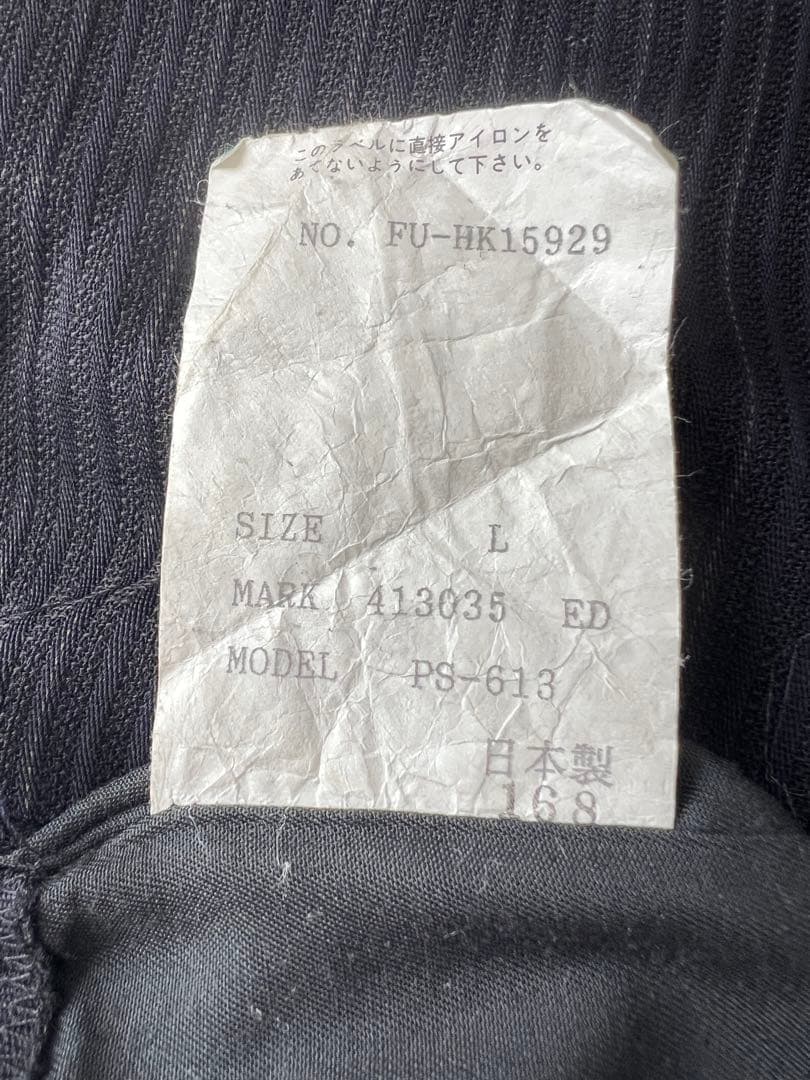 このラベルに直接アイロンを
あてないようにして下さい。
NO. FU-HK15929
SIZE L
MARK 413035 ED
MODEL PS-613
日本製
168